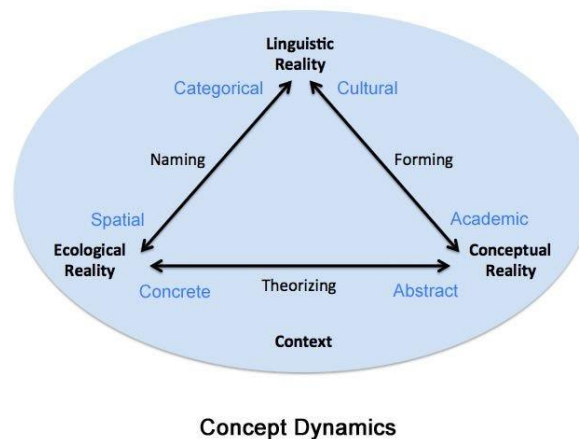 Linguistic
Reality
Categorical
Cultural
Naming
Forming
Spatial
Academic
Ecological
Reality
Conceptual
Reality
Concrete
Theorizing
Abstract
Context
Concept Dynamics